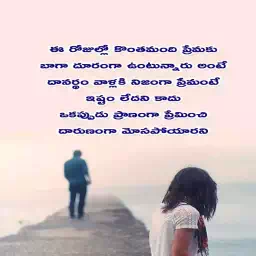 ఈ రోజుల్లో కొంతమంది ప్రేమకు
బాగా దూరంగా ఉంటున్నారు అంటే
దానర్థం వాళ్లకి నిజంగా ప్రేమంటే
ఇష్టం లేదని కాదు
ఒకప్పుడు ప్రాణంగా ప్రేమించి
దారుణంగా మోసపోయారని